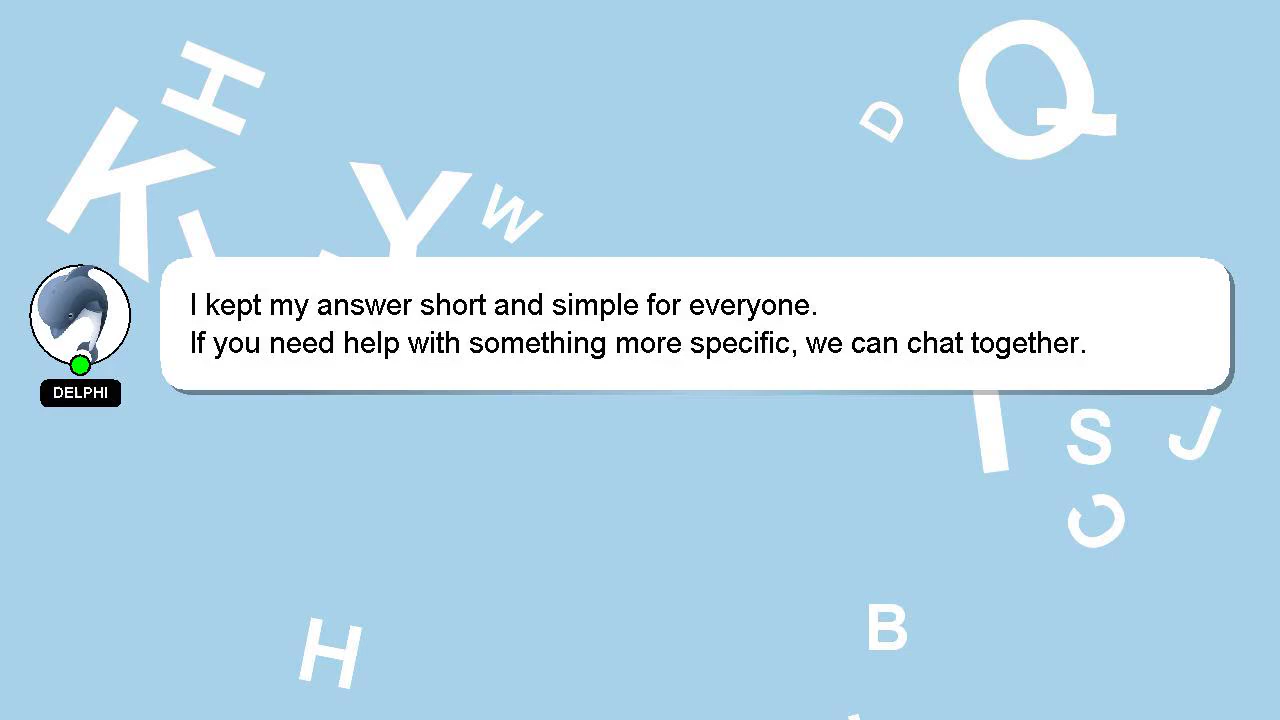 H
K
Y
W
D
Q
I kept my answer short and simple for everyone.
If you need help with something more specific, we can chat together.
DELPHI
S
J
C
B
H